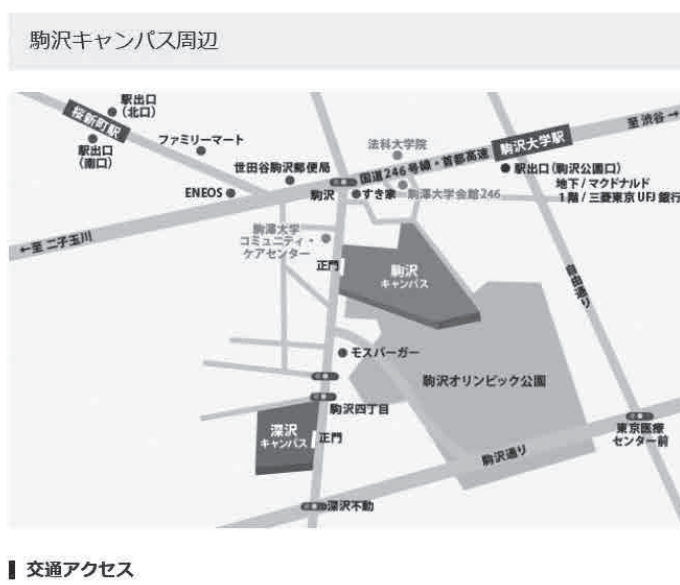 駒沢キャンパス周辺
駅出口
(北口)
桜新町駅
駅出口
(南口)
ファミリーマート
世田谷駒沢郵便局
ENEOS
法科大学院
国道246号線・首都高速
駒沢大学駅
至 渋谷→
駅出口(駒沢公園口)
地下/マクドナルド
1階/三菱東京UFJ銀行
駒沢
すき家
駒澤大学会館246
←至 二子玉川
駒澤大学
コミュニティ・
ケアセンター
正門
駒沢
キャンパス
自由通り
モスバーガー
駒沢オリンピック公園
駒沢四丁目
深沢
キャンパス
正門
東京医療
センター前
駒沢通り
深沢不動
交通アクセス